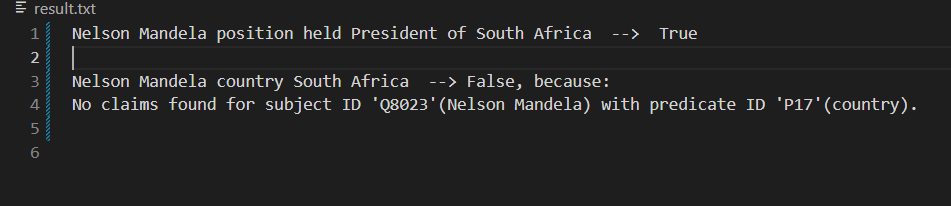 result.txt
1 Nelson Mandela position held President of South Africa --> True
2
3 Nelson Mandela country South Africa --> False, because:
4 No claims found for subject ID 'Q8023'(Nelson Mandela) with predicate ID 'P17'(country).
5
6